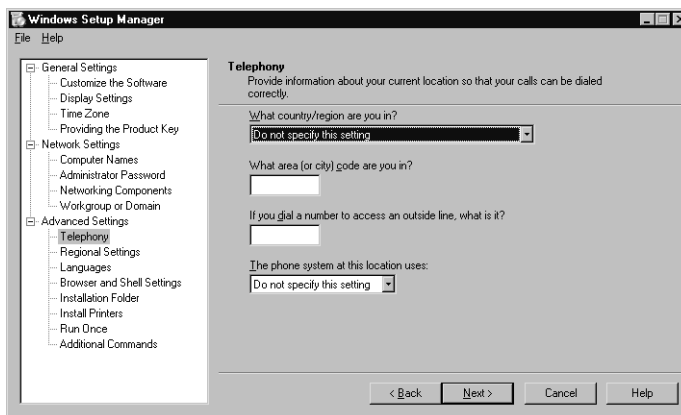 Windows Setup Manager
File Help
General Settings
Customize the Software
Display Settings
Time Zone
Providing the Product Key
Network Settings
Computer Names
Administrator Password
Networking Components
Workgroup or Domain
Advanced Settings
Telephony
Regional Settings
Languages
Browser and Shell Settings
Installation Folder
Install Printers
Run Once
Additional Commands
Telephony
Provide information about your current location so that your calls can be dialed
correctly.
What country/region are you in?
Do not specify this setting
What area (or city) code are you in?
If you dial a number to access an outside line, what is it?
The phone system at this location uses:
Do not specify this setting
< Back Next > Cancel Help